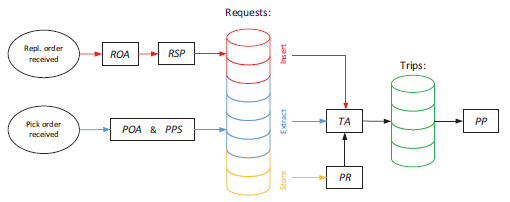 Requests:
Repl. order
received
ROA
RSP
Insert
Trips:
Pick order
received
POA & PPS
Extract
TA
PP
Store
PR